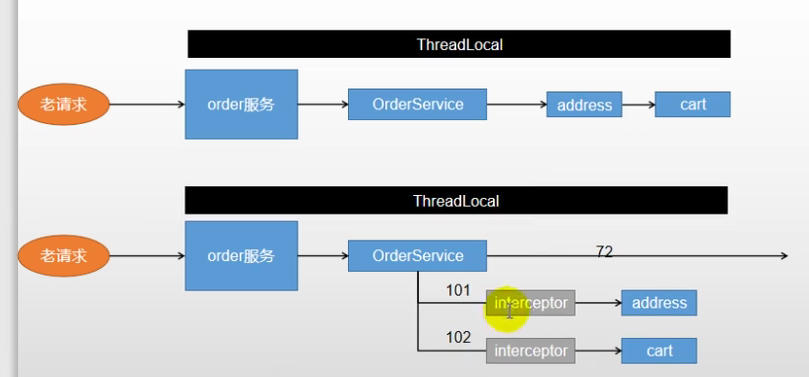 ThreadLocal
老请求
order服务
OrderService
address
cart
ThreadLocal
老请求
order服务
OrderService
72
101
interceptor
address
102
interceptor
cart